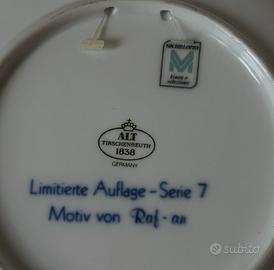 ALT
TIRSCHENREUTH
1838
GERMANY
Limitierte Auflage - Serie 7
Motiv von Raf - an
subito